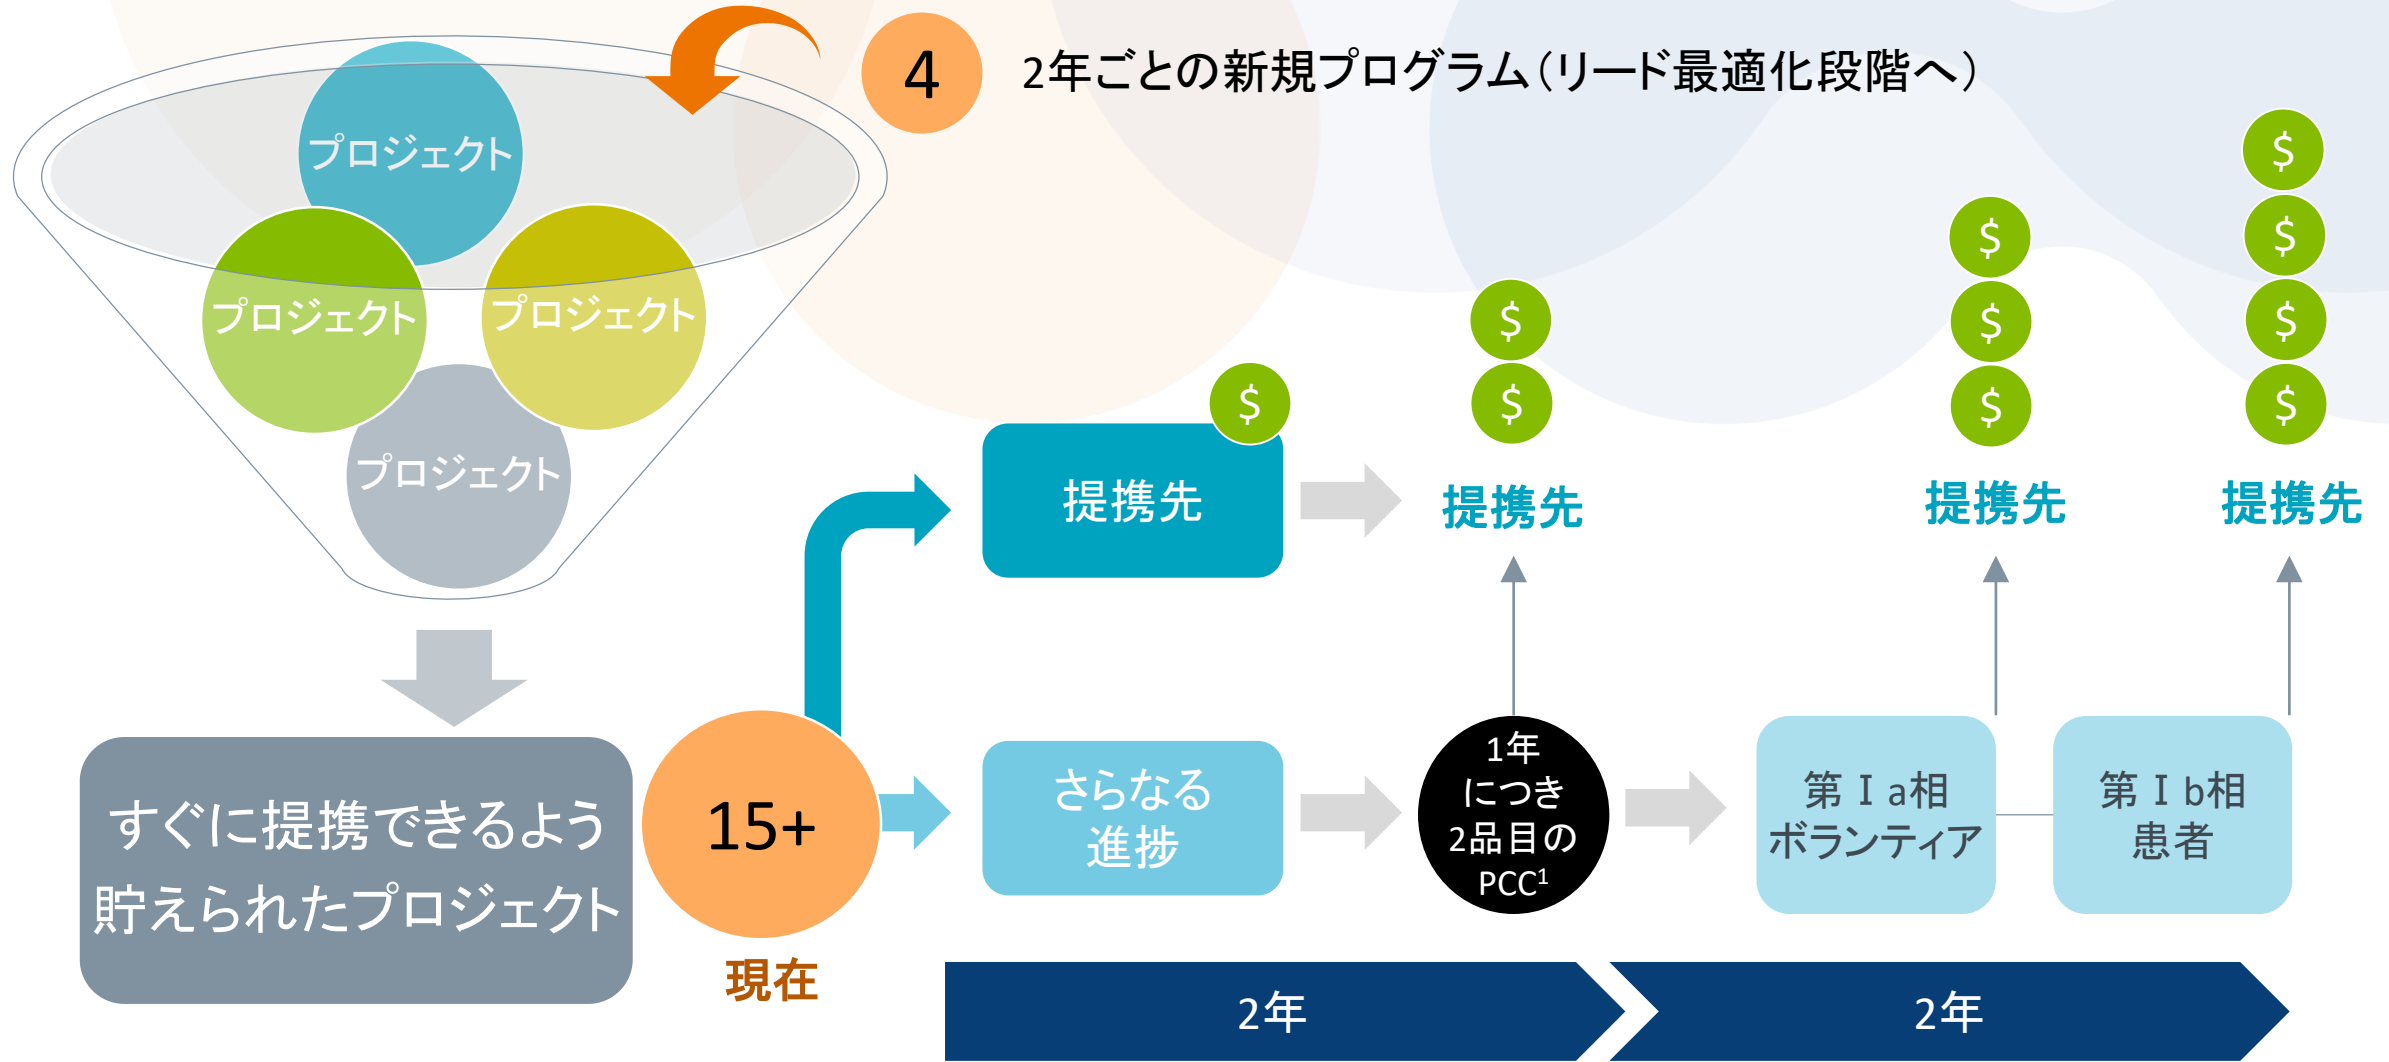 4
2年ごとの新規プログラム（リード最適化段階へ）
プロジェクト
プロジェクト
プロジェクト
プロジェクト
すぐに提携できるよう
貯えられたプロジェクト
15+
現在
$
提携先
$
$
提携先
$
$
$
提携先
$
$
$
$
提携先
さらなる
進捗
1年
につき
2品目の
PCC¹
第Ⅰa相
ボランティア
第Ⅰb相
患者
2年
2年